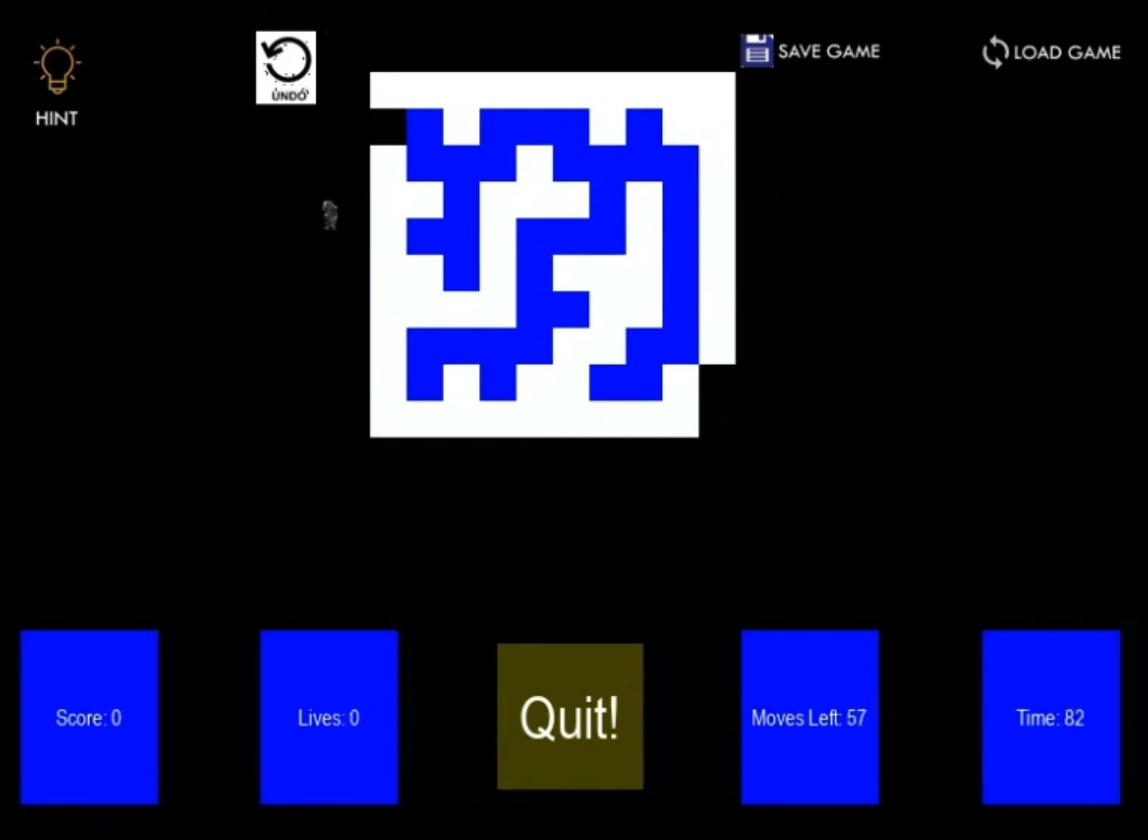 HINT
UNDO
SAVE GAME
LOAD GAME
Score: 0
Lives: 0
Quit!
Moves Left: 57
Time: 82